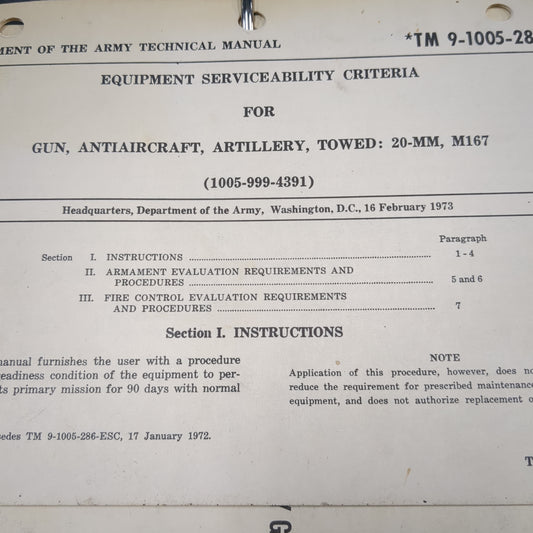 MENT OF THE ARMY TECHNICAL MANUAL
*TM 9-1005-28
EQUIPMENT SERVICEABILITY CRITERIA
FOR
GUN, ANTIAIRCRAFT, ARTILLERY, TOWED: 20-MM, M167
(1005-999-4391)
Headquarters, Department of the Army, Washington, D.C., 16 February 1973
Paragraph
Section I. INSTRUCTIONS ........ 1-4
II. ARMAMENT EVALUATION REQUIREMENTS AND
PROCEDURES ........ 5 and 6
III. FIRE CONTROL EVALUATION REQUIREMENTS
AND PROCEDURES ........ 7
Section I. INSTRUCTIONS
manual furnishes the user with a procedure
eadiness condition of the equipment to per-
ts primary mission for 90 days with normal
NOTE
Application of this procedure, however, does no
reduce the requirement for prescribed maintenance
equipment, and does not authorize replacement o
edes TM 9-1005-286-ESC, 17 January 1972.
T